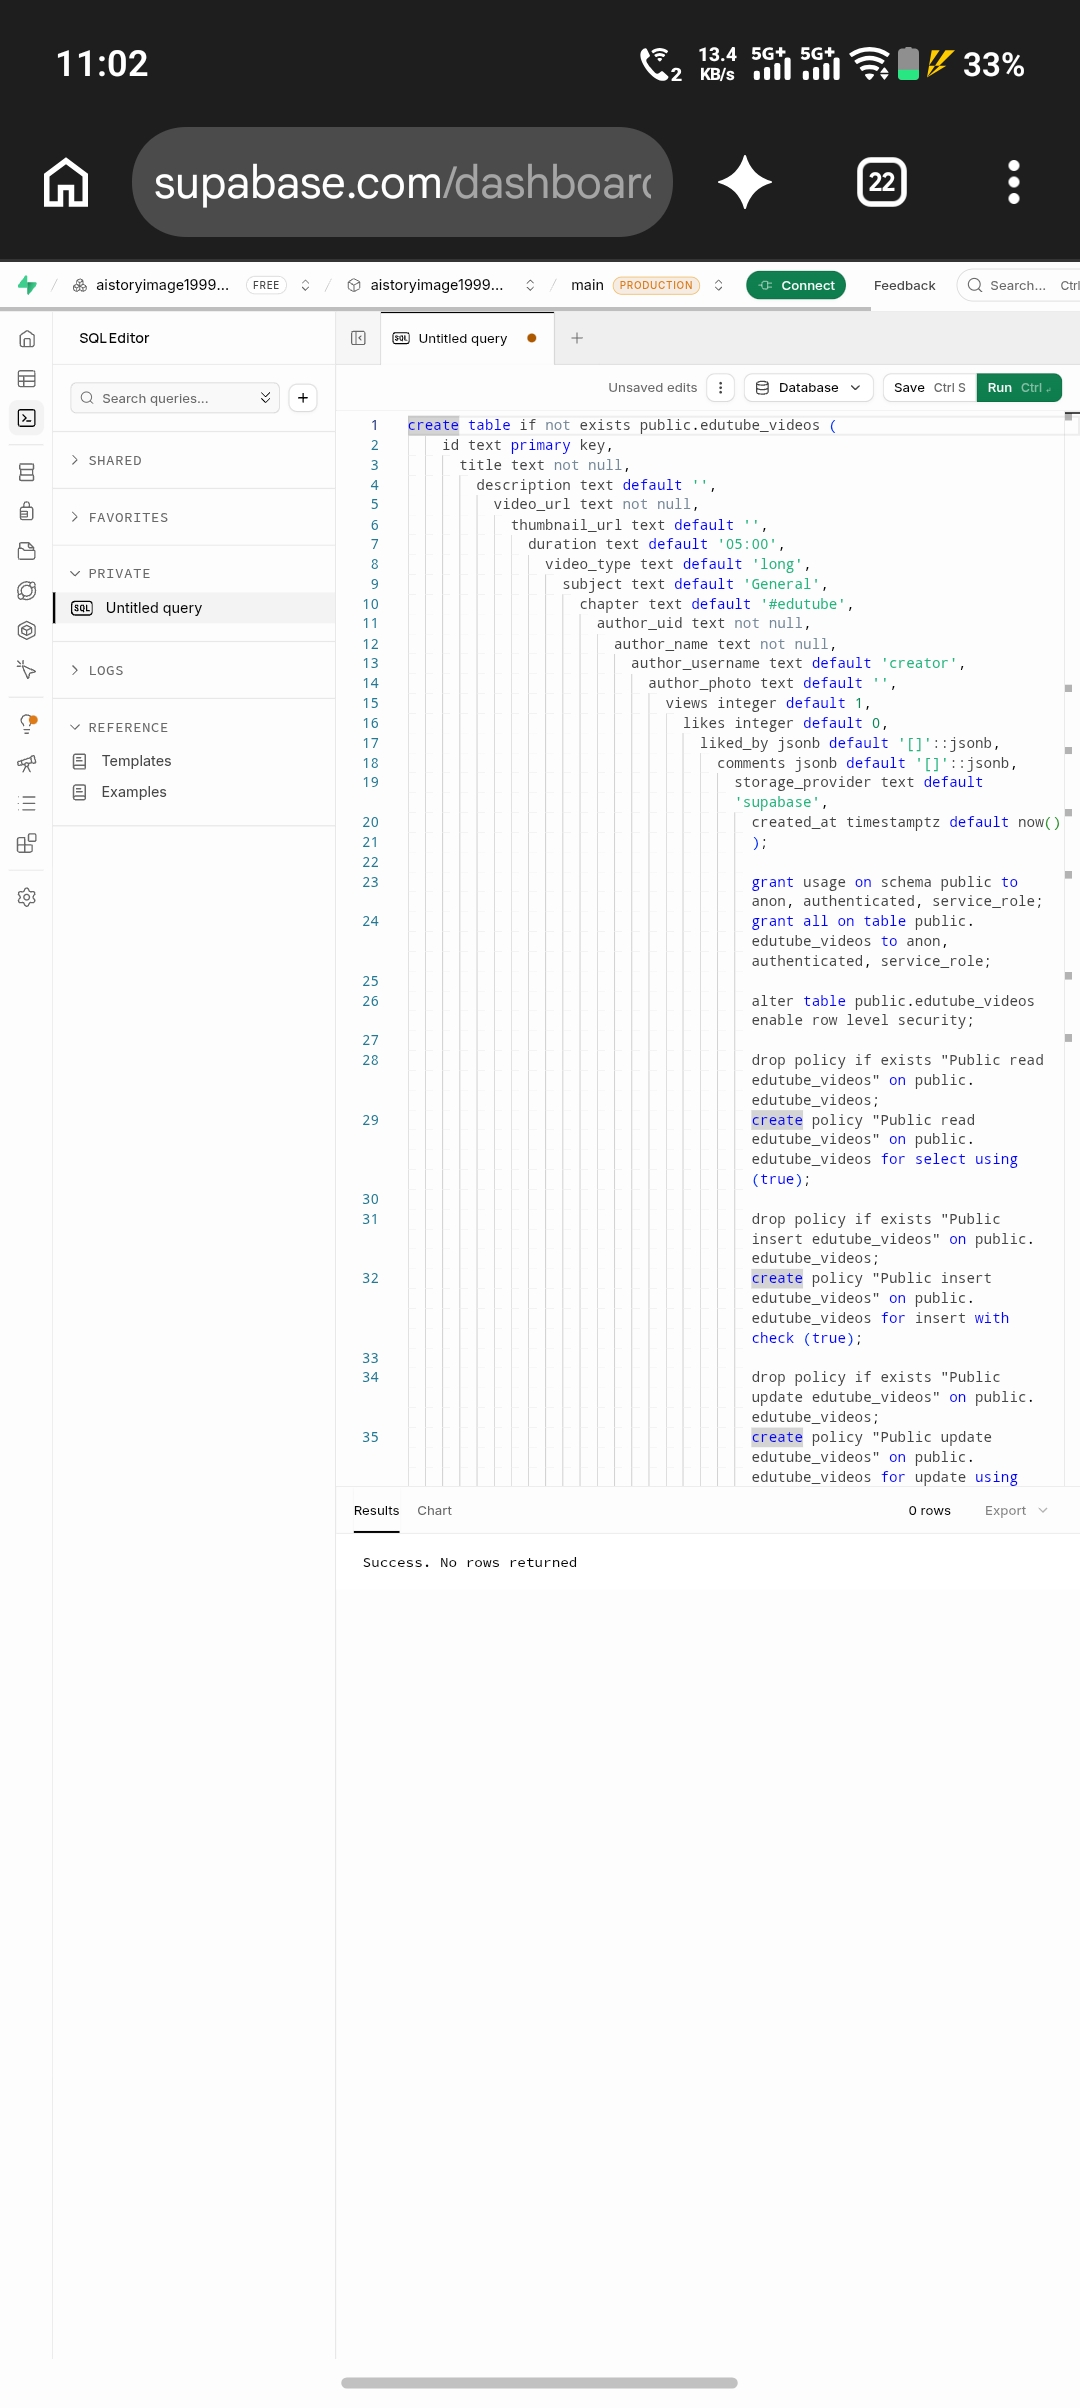 11:02
2
13.4 KB/s
5G+
5G+
33%
supabase.com/dashboard
22
aistoryimage1999...
FREE
aistoryimage1999...
main
PRODUCTION
Connect
Feedback
Search...
SQL Editor
SQL Untitled query
Search queries...
Unsaved edits
Database
Save Ctrl S
Run Ctrl
SHARED
FAVORITES
PRIVATE
SQL Untitled query
LOGS
REFERENCE
Templates
Examples
1 create table if not exists public.edutube_videos (
2 id text primary key,
3 title text not null,
4 description text default '',
5 video_url text not null,
6 thumbnail_url text default '',
7 duration text default '05:00',
8 video_type text default 'long',
9 subject text default 'General',
10 chapter text default '#edutube',
11 author_uid text not null,
12 author_name text not null,
13 author_username text default 'creator',
14 author_photo text default '',
15 views integer default 1,
16 likes integer default 0,
17 liked_by jsonb default '[]'::jsonb,
18 comments jsonb default '[]'::jsonb,
19 storage_provider text default
'supabase',
20 created_at timestamptz default now()
21 );
22
23 grant usage on schema public to
anon, authenticated, service_role;
24 grant all on table public.
edutube_videos to anon,
authenticated, service_role;
25
26 alter table public.edutube_videos
enable row level security;
27
28 drop policy if exists "Public read
edutube_videos" on public.
edutube_videos;
29 create policy "Public read
edutube_videos" on public.
edutube_videos for select using
(true);
30
31 drop policy if exists "Public
insert edutube_videos" on public.
edutube_videos;
32 create policy "Public insert
edutube_videos" on public.
edutube_videos for insert with
check (true);
33
34 drop policy if exists "Public
update edutube_videos" on public.
edutube_videos;
35 create policy "Public update
edutube_videos" on public.
edutube_videos for update using
Results
Chart
0 rows
Export
Success. No rows returned